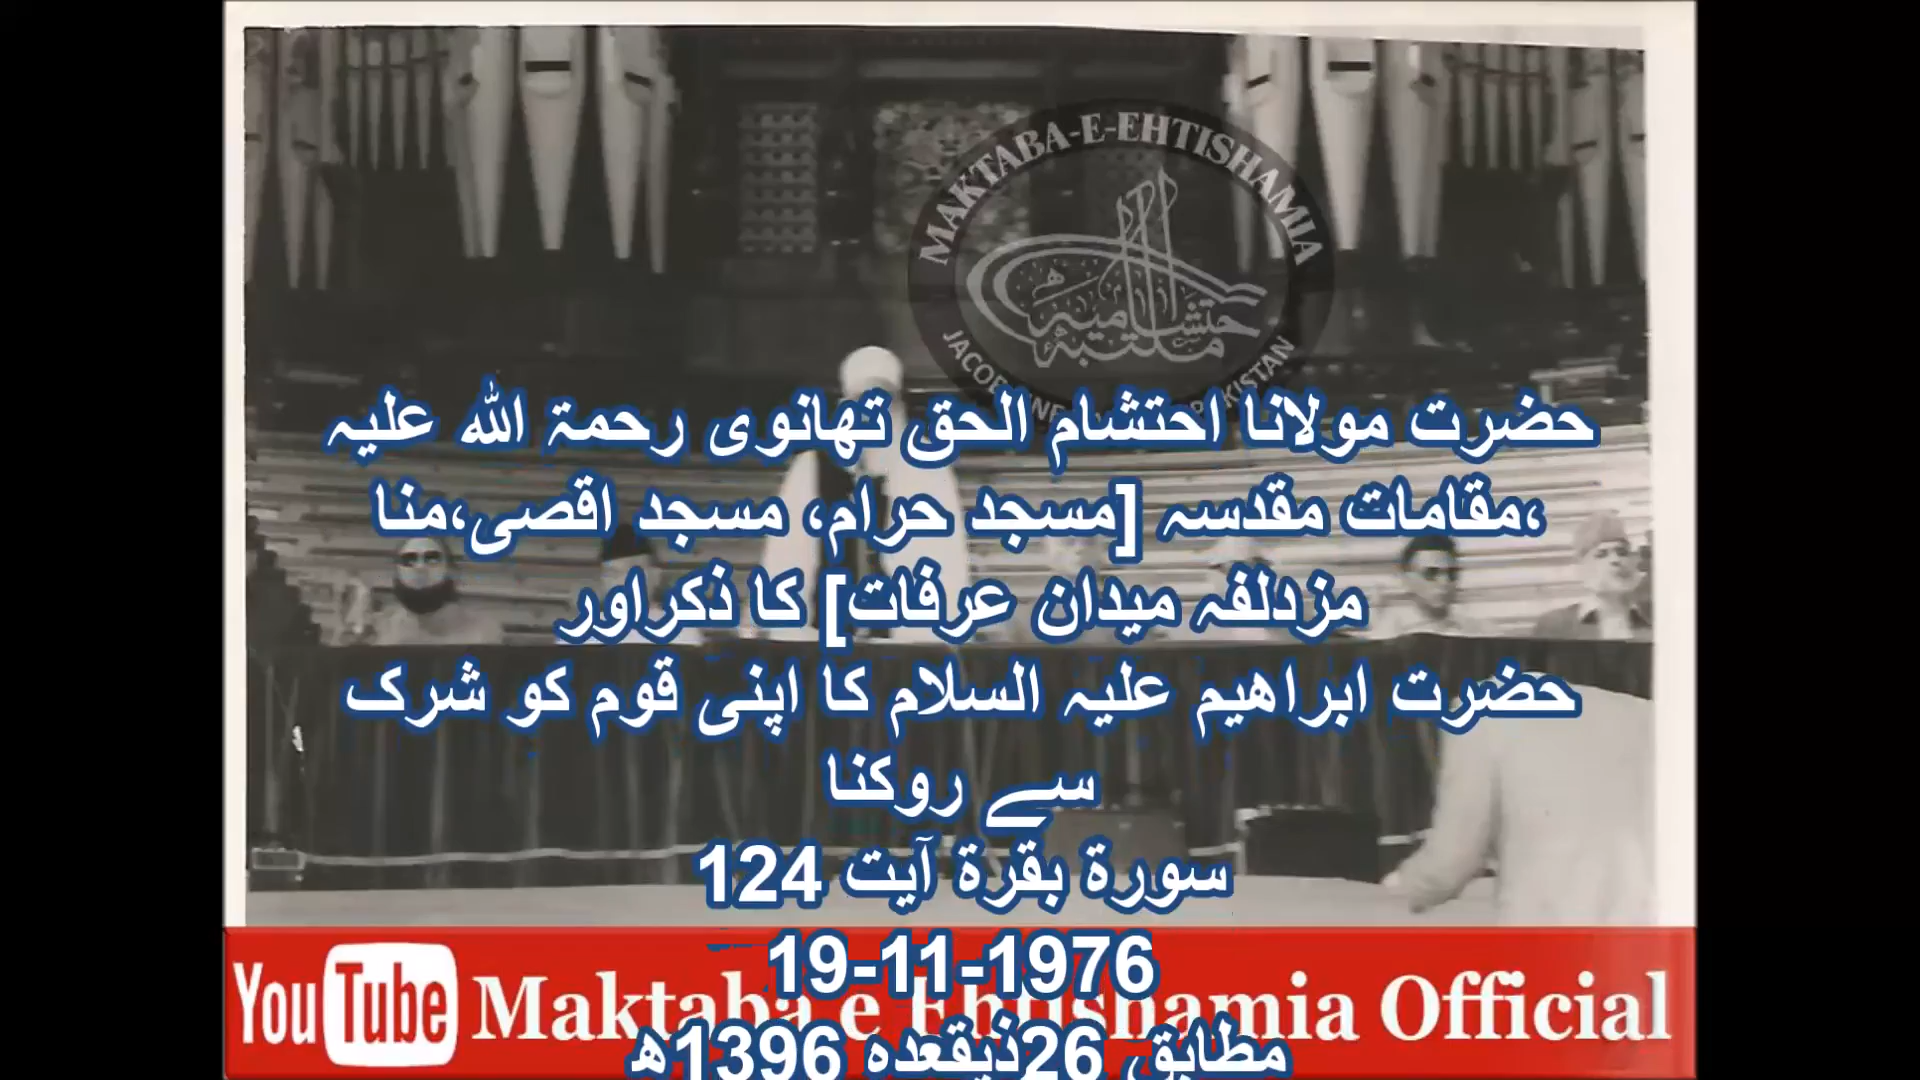 MAKTABA-E-EHTISHAMIA
مکتبہ احتشامیہ
حضرت مولانا احتشام الحق تھانوی رحمۃ اللہ علیہ
مقامات مقدسہ [مسجد حرام، مسجد اقصی،منا،
مزدلفہ میدان عرفات] کا ذکراور
حضرت ابراھیم علیہ السلام کا اپنی قوم کو شرک
سے روکنا
سورۃ بقرۃ آیت 124
19-11-1976
مطابق 26ذیقعدہ 1396ھ
YouTube Maktaba e Ehtishamia Official